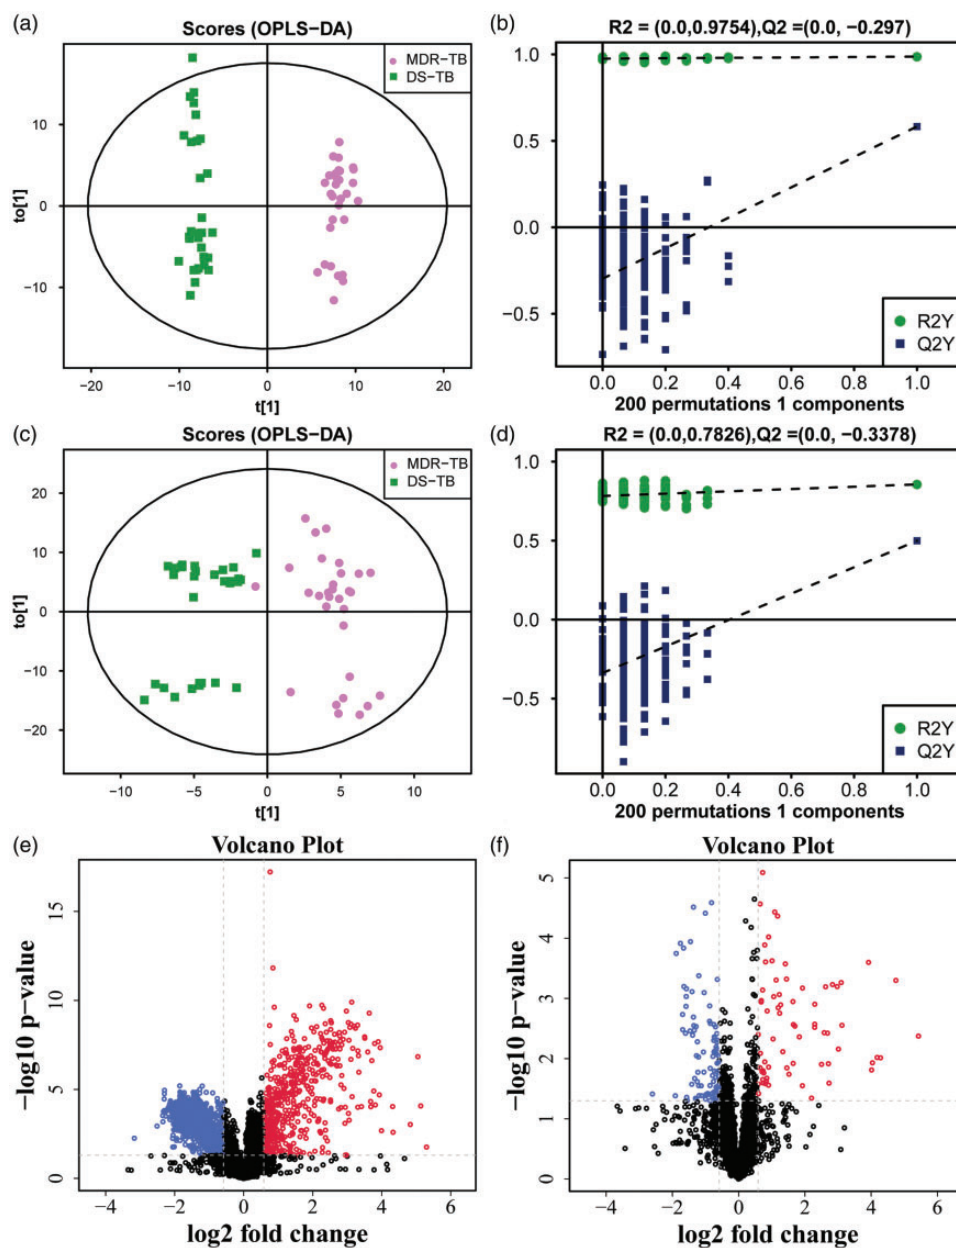 (a)
Scores (OPLS−DA)
MDR−TB
DS−TB
to[1]
10
0
−10
−20
−10
0
10
20
t[1]
(b)
R2 = (0.0,0.9754),Q2 =(0.0, −0.297)
1.0
0.5
0.0
−0.5
R2Y
Q2Y
0.0
0.2
0.4
0.6
0.8
1.0
200 permutations 1 components
(c)
Scores (OPLS−DA)
MDR−TB
DS−TB
to[1]
20
10
0
−10
−20
−10
−5
0
5
10
t[1]
(d)
R2 = (0.0,0.7826),Q2 =(0.0, −0.3378)
1.0
0.5
0.0
−0.5
R2Y
Q2Y
0.0
0.2
0.4
0.6
0.8
1.0
200 permutations 1 components
(e)
Volcano Plot
−log10 p−value
15
10
5
0
−4
−2
0
2
4
6
log2 fold change
(f)
Volcano Plot
−log10 p−value
5
4
3
2
1
0
−4
−2
0
2
4
6
log2 fold change